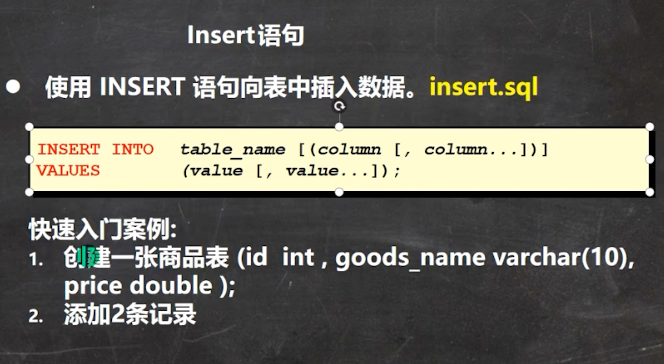 Insert语句
● 使用 INSERT 语句向表中插入数据。insert.sql
INSERT INTO table_name [(column [, column...])]
VALUES (value [, value...]);
快速入门案例:
1. 创建一张商品表 (id int , goods_name varchar(10),
price double );
2. 添加2条记录